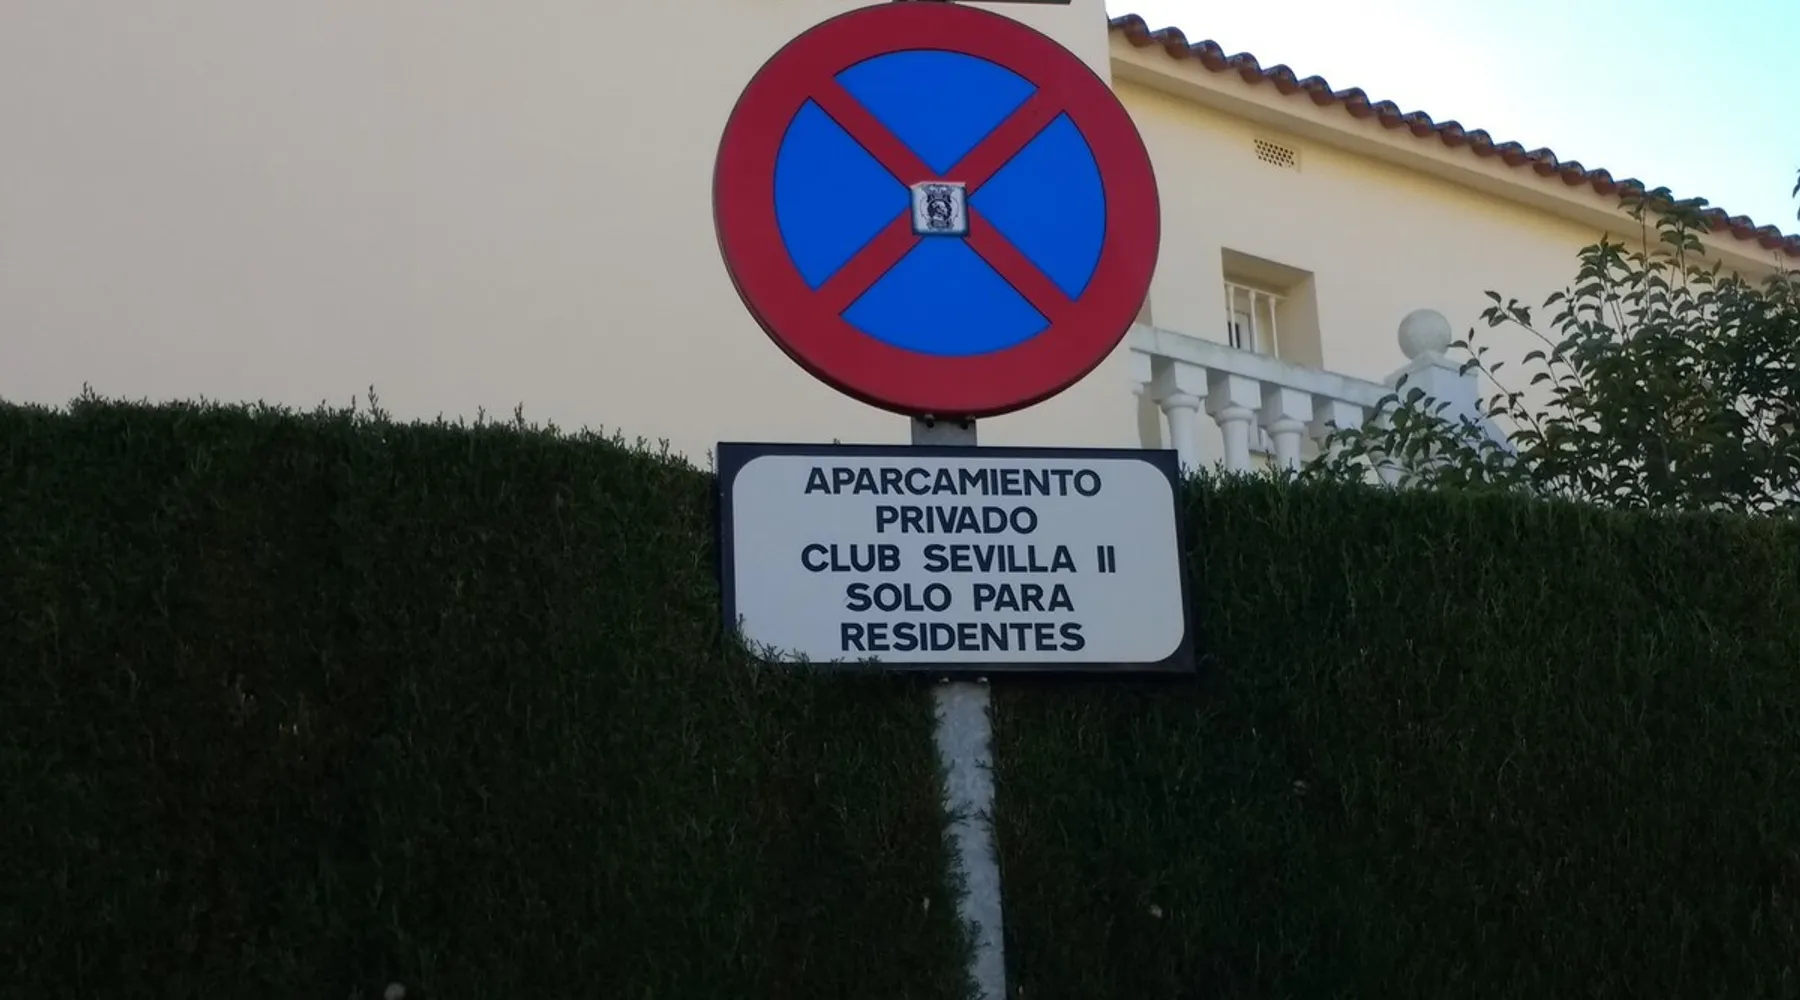 APARCAMIENTO
PRIVADO
CLUB SEVILLA II
SOLO PARA
RESIDENTES